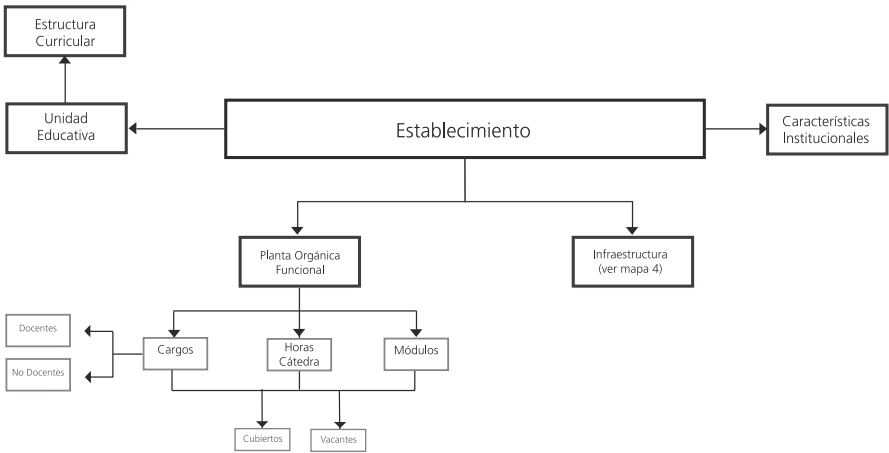 Estructura
Curricular
Unidad
Educativa
Establecimiento
Características
Institucionales
Planta Orgánica
Funcional
Infraestructura
(ver mapa 4)
Docentes
No Docentes
Cargos
Horas
Cátedra
Módulos
Cubiertos
Vacantes